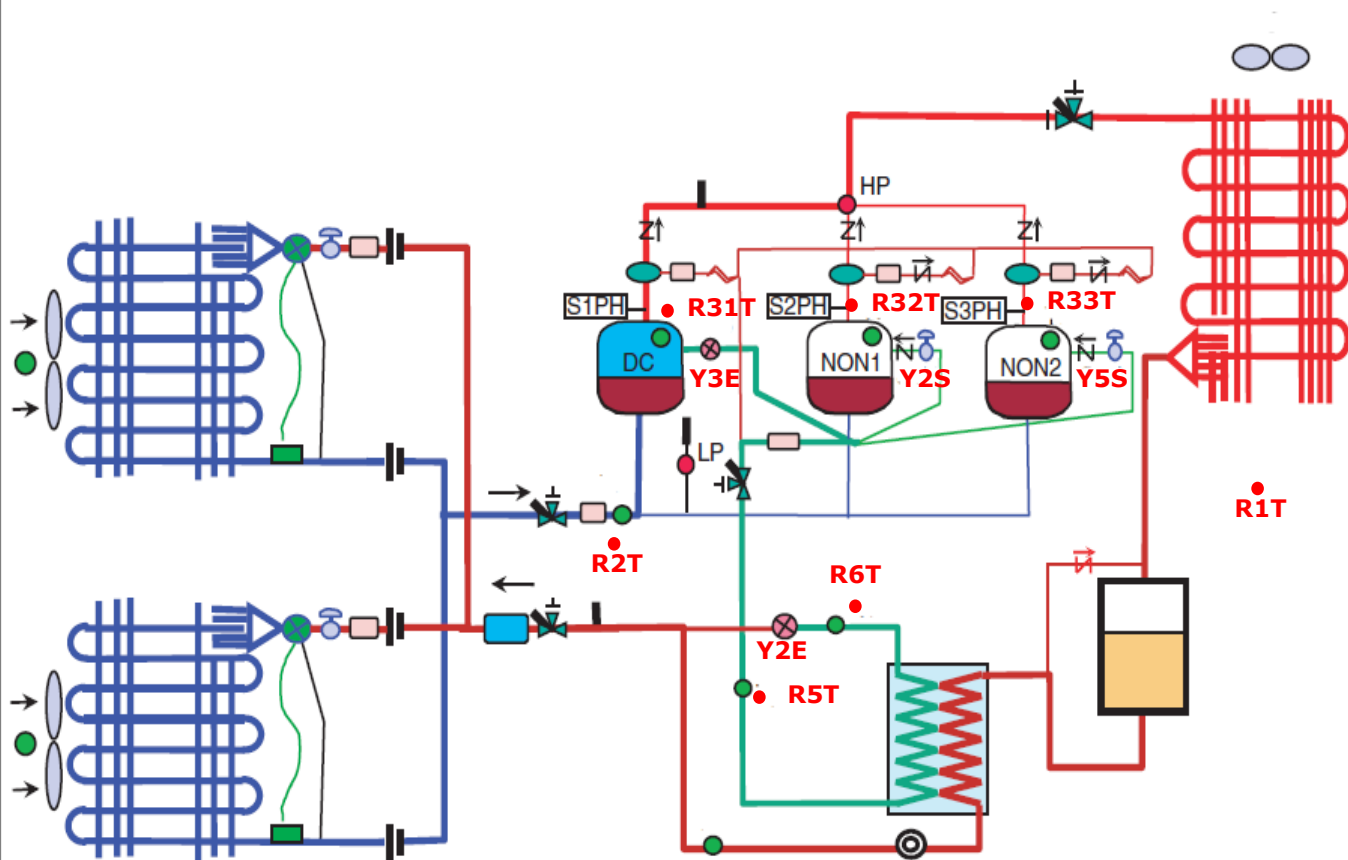 HP
Z↑ Z↑ Z↑
S1PH R31T S2PH R32T S3PH R33T
DC Y3E NON1 Y2S NON2 Y5S
LP
R1T
R2T
R6T
Y2E
R5T